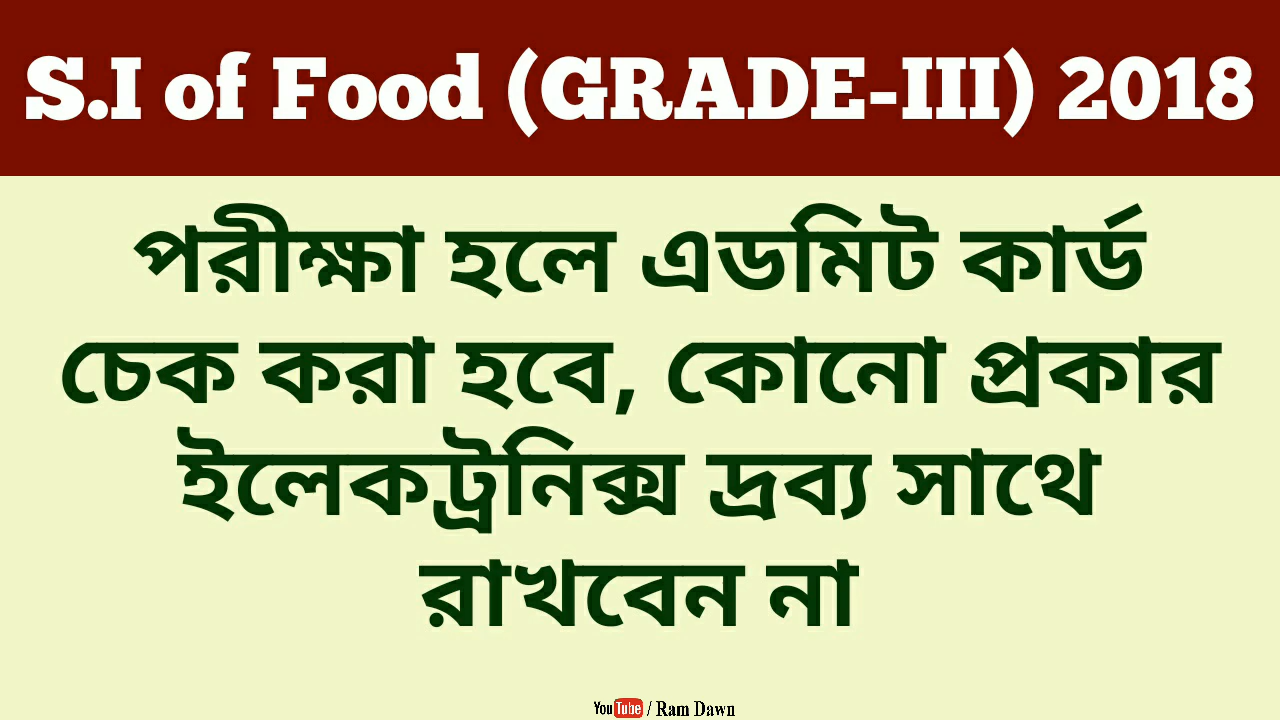 S.I of Food (GRADE-III) 2018
পরীক্ষা হলে এডমিট কার্ড
চেক করা হবে, কোনো প্রকার
ইলেকট্রনিক্স দ্রব্য সাথে
রাখবেন না
YouTube / Ram Dawn